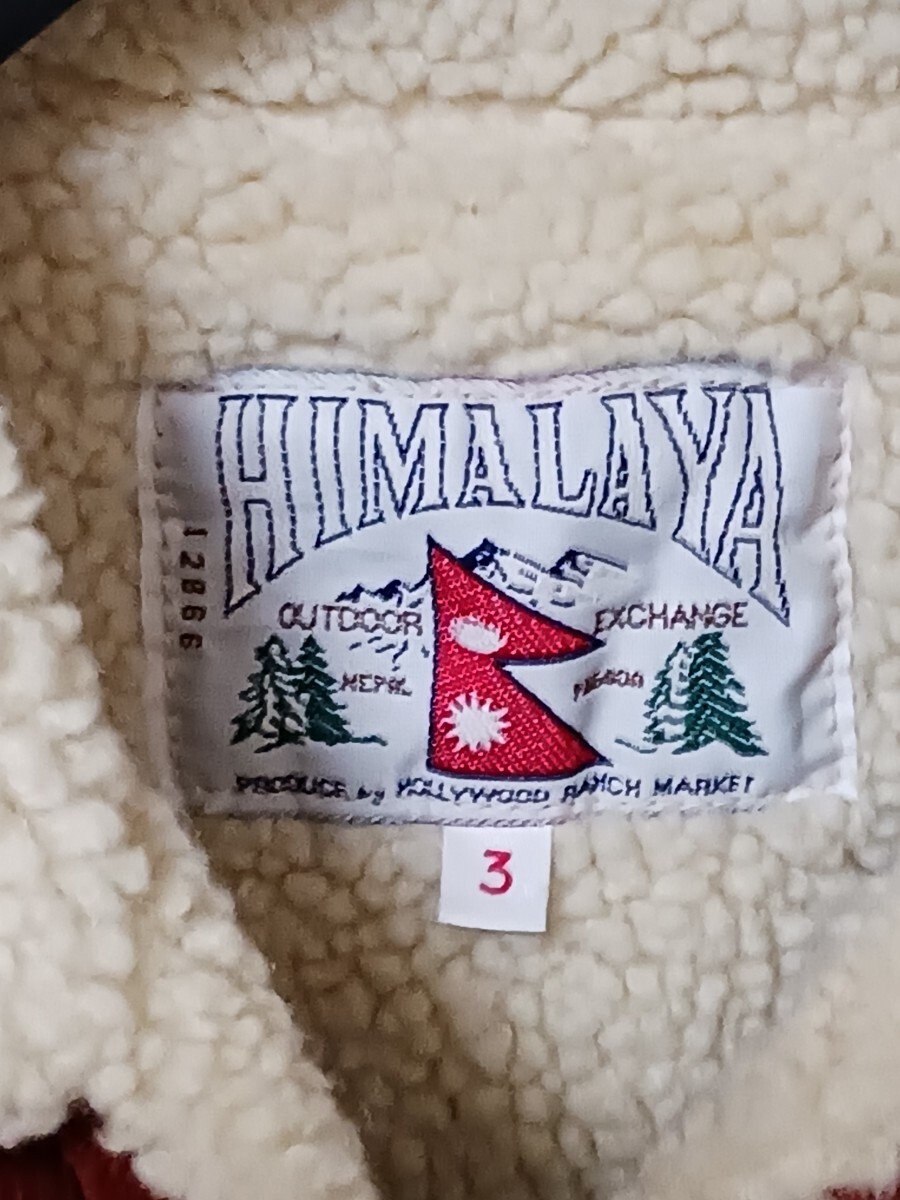 HIMALAYA
12866
OUTDOOR EXCHANGE
NEPAL
PRODUCE by HOLLYWOOD RANCH MARKET
3